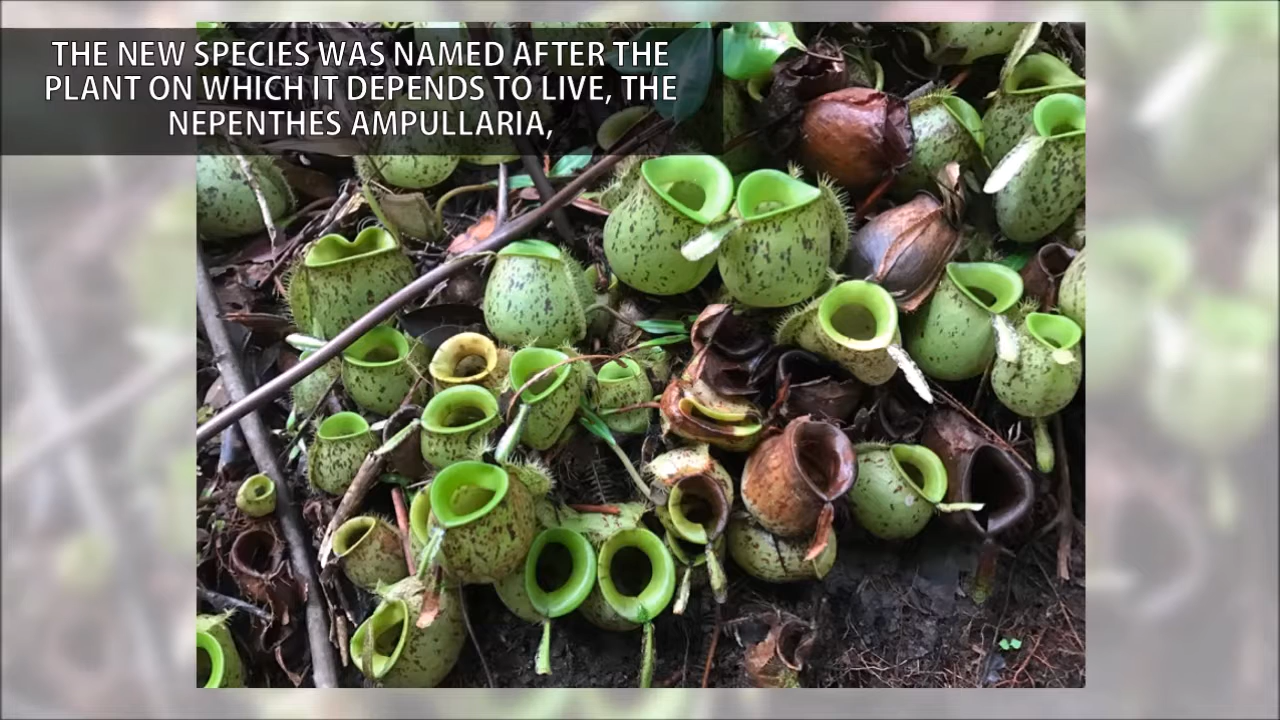 THE NEW SPECIES WAS NAMED AFTER THE
PLANT ON WHICH IT DEPENDS TO LIVE, THE
NEPENTHES AMPULLARIA,